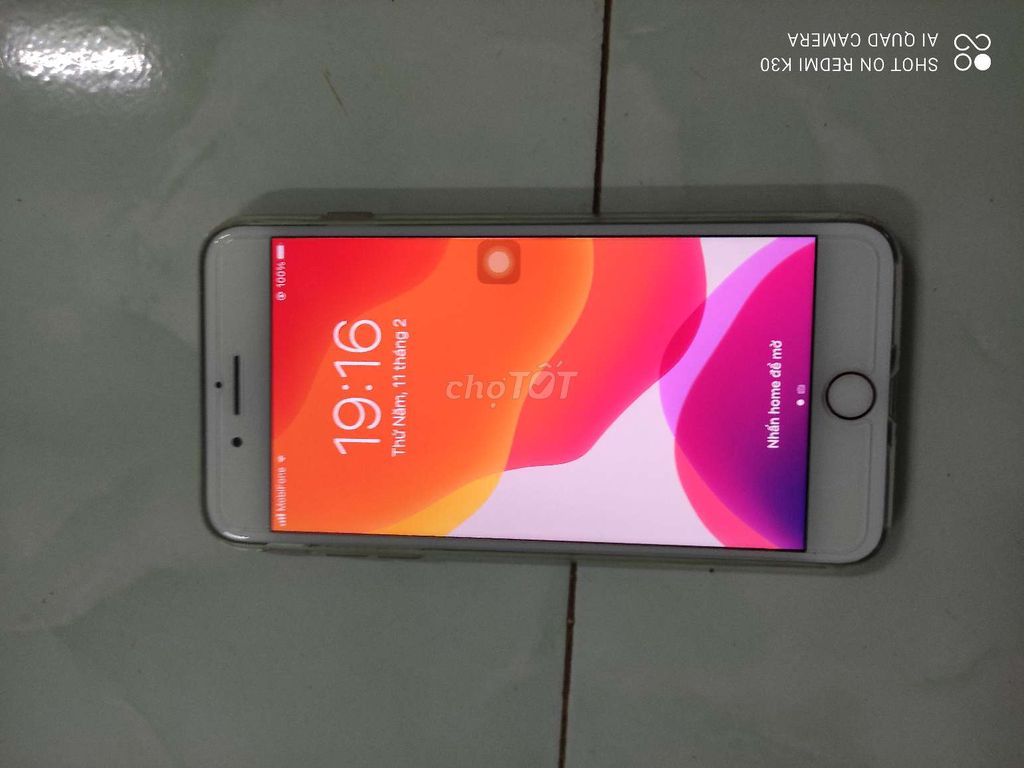 MobiFone
100%
19:16
Thứ Năm, 11 tháng 2
Nhấn home để mở
chợTỐT
SHOT ON REDMI K30
AI QUAD CAMERA